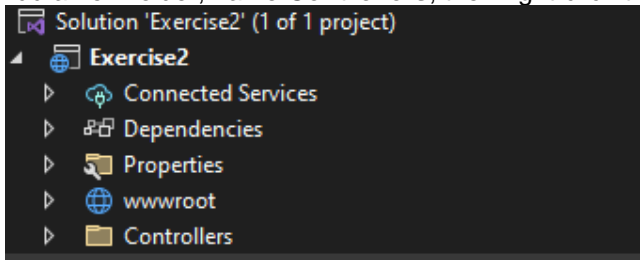 Solution 'Exercise2' (1 of 1 project)
Exercise2
Connected Services
Dependencies
Properties
wwwroot
Controllers